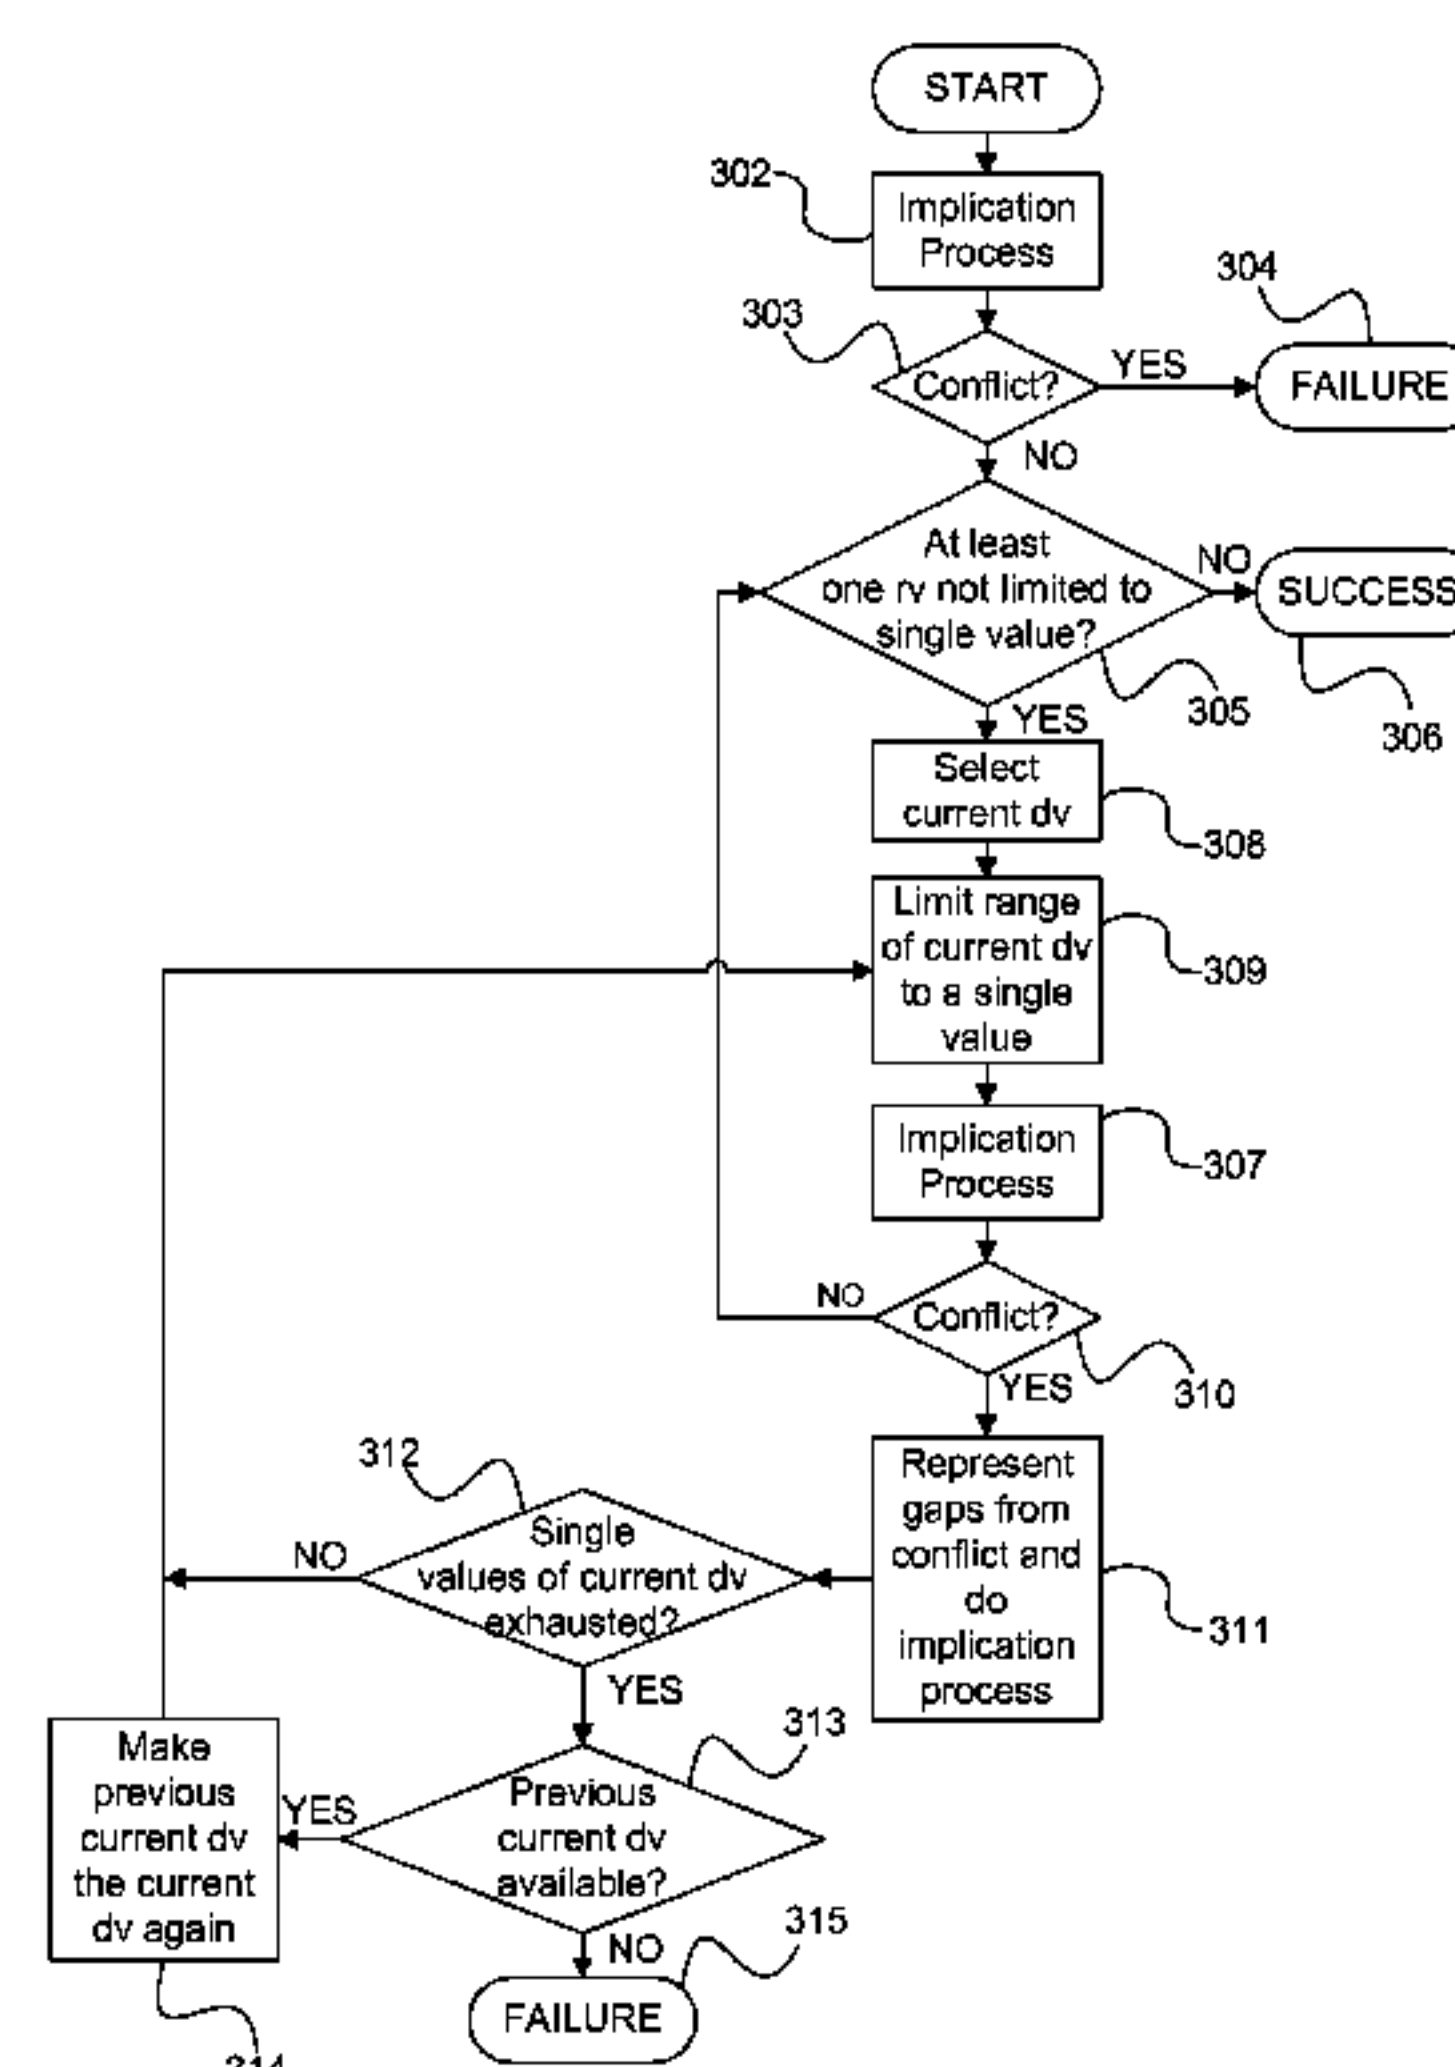 START
302
Implication
Process
304
303
Conflict?
YES
FAILURE
NO
At least
one rv not limited to
single value?
NO
SUCCESS
305
306
YES
Select
current dv
308
Limit range
of current dv
to a single
value
309
Implication
Process
307
NO
Conflict?
310
YES
Represent
gaps from
conflict and
do
implication
process
311
312
Single
values of current dv
exhausted?
NO
YES
313
Previous
current dv
available?
YES
Make
previous
current dv
the current
dv again
NO
315
FAILURE
314